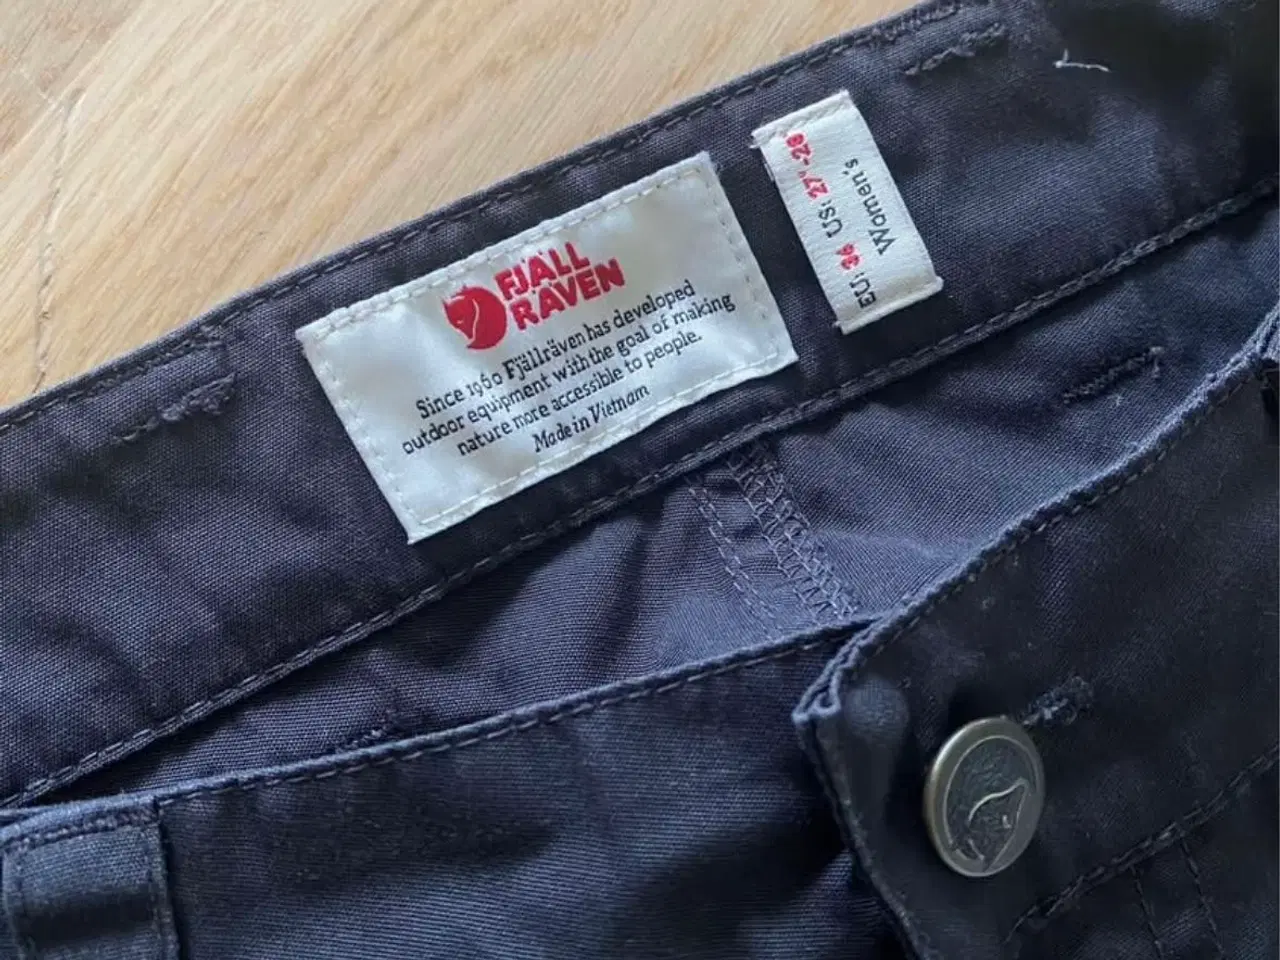 FJÄLL
RÄVEN
Since 1960 Fjällräven has developed
outdoor equipment with the goal of making
nature more accessible to people.
Made in Vietnam
EU: 34 US: 27"-28"
Women's